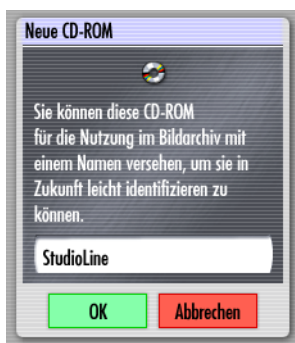 Neue CD-ROM
Sie können diese CD-ROM
für die Nutzung im Bildarchiv mit
einem Namen versehen, um sie in
Zukunft leicht identifizieren zu
können.
StudioLine
OK Abbrechen